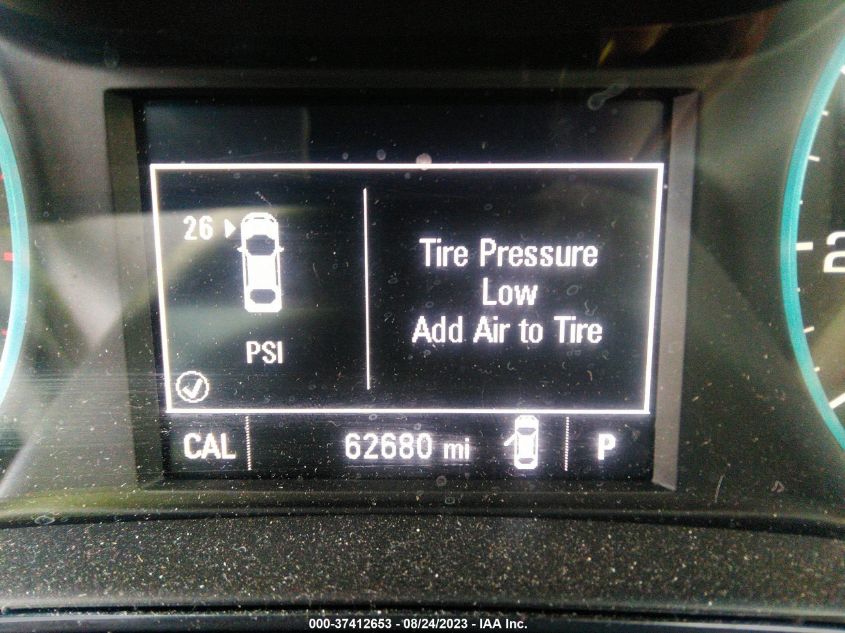 26
PSI
Tire Pressure
Low
Add Air to Tire
CAL 62680 mi P
2
000-37412653 - 08/24/2023 - IAA Inc.